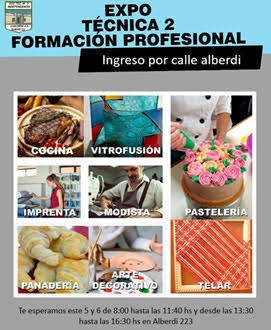 EXPO
TÉCNICA 2
FORMACIÓN PROFESIONAL
Ingreso por calle alberdi
COCINA
VITROFUSIÓN
PASTELERÍA
IMPRENTA
MODISTA
PANADERIA
ARTE
DECORATIVO
TELAR
Te esperamos este 5 y 6 de 8:00 hasta las 11:40 hs y desde las 13:30
hasta las 16:30 hs en Alberdi 223